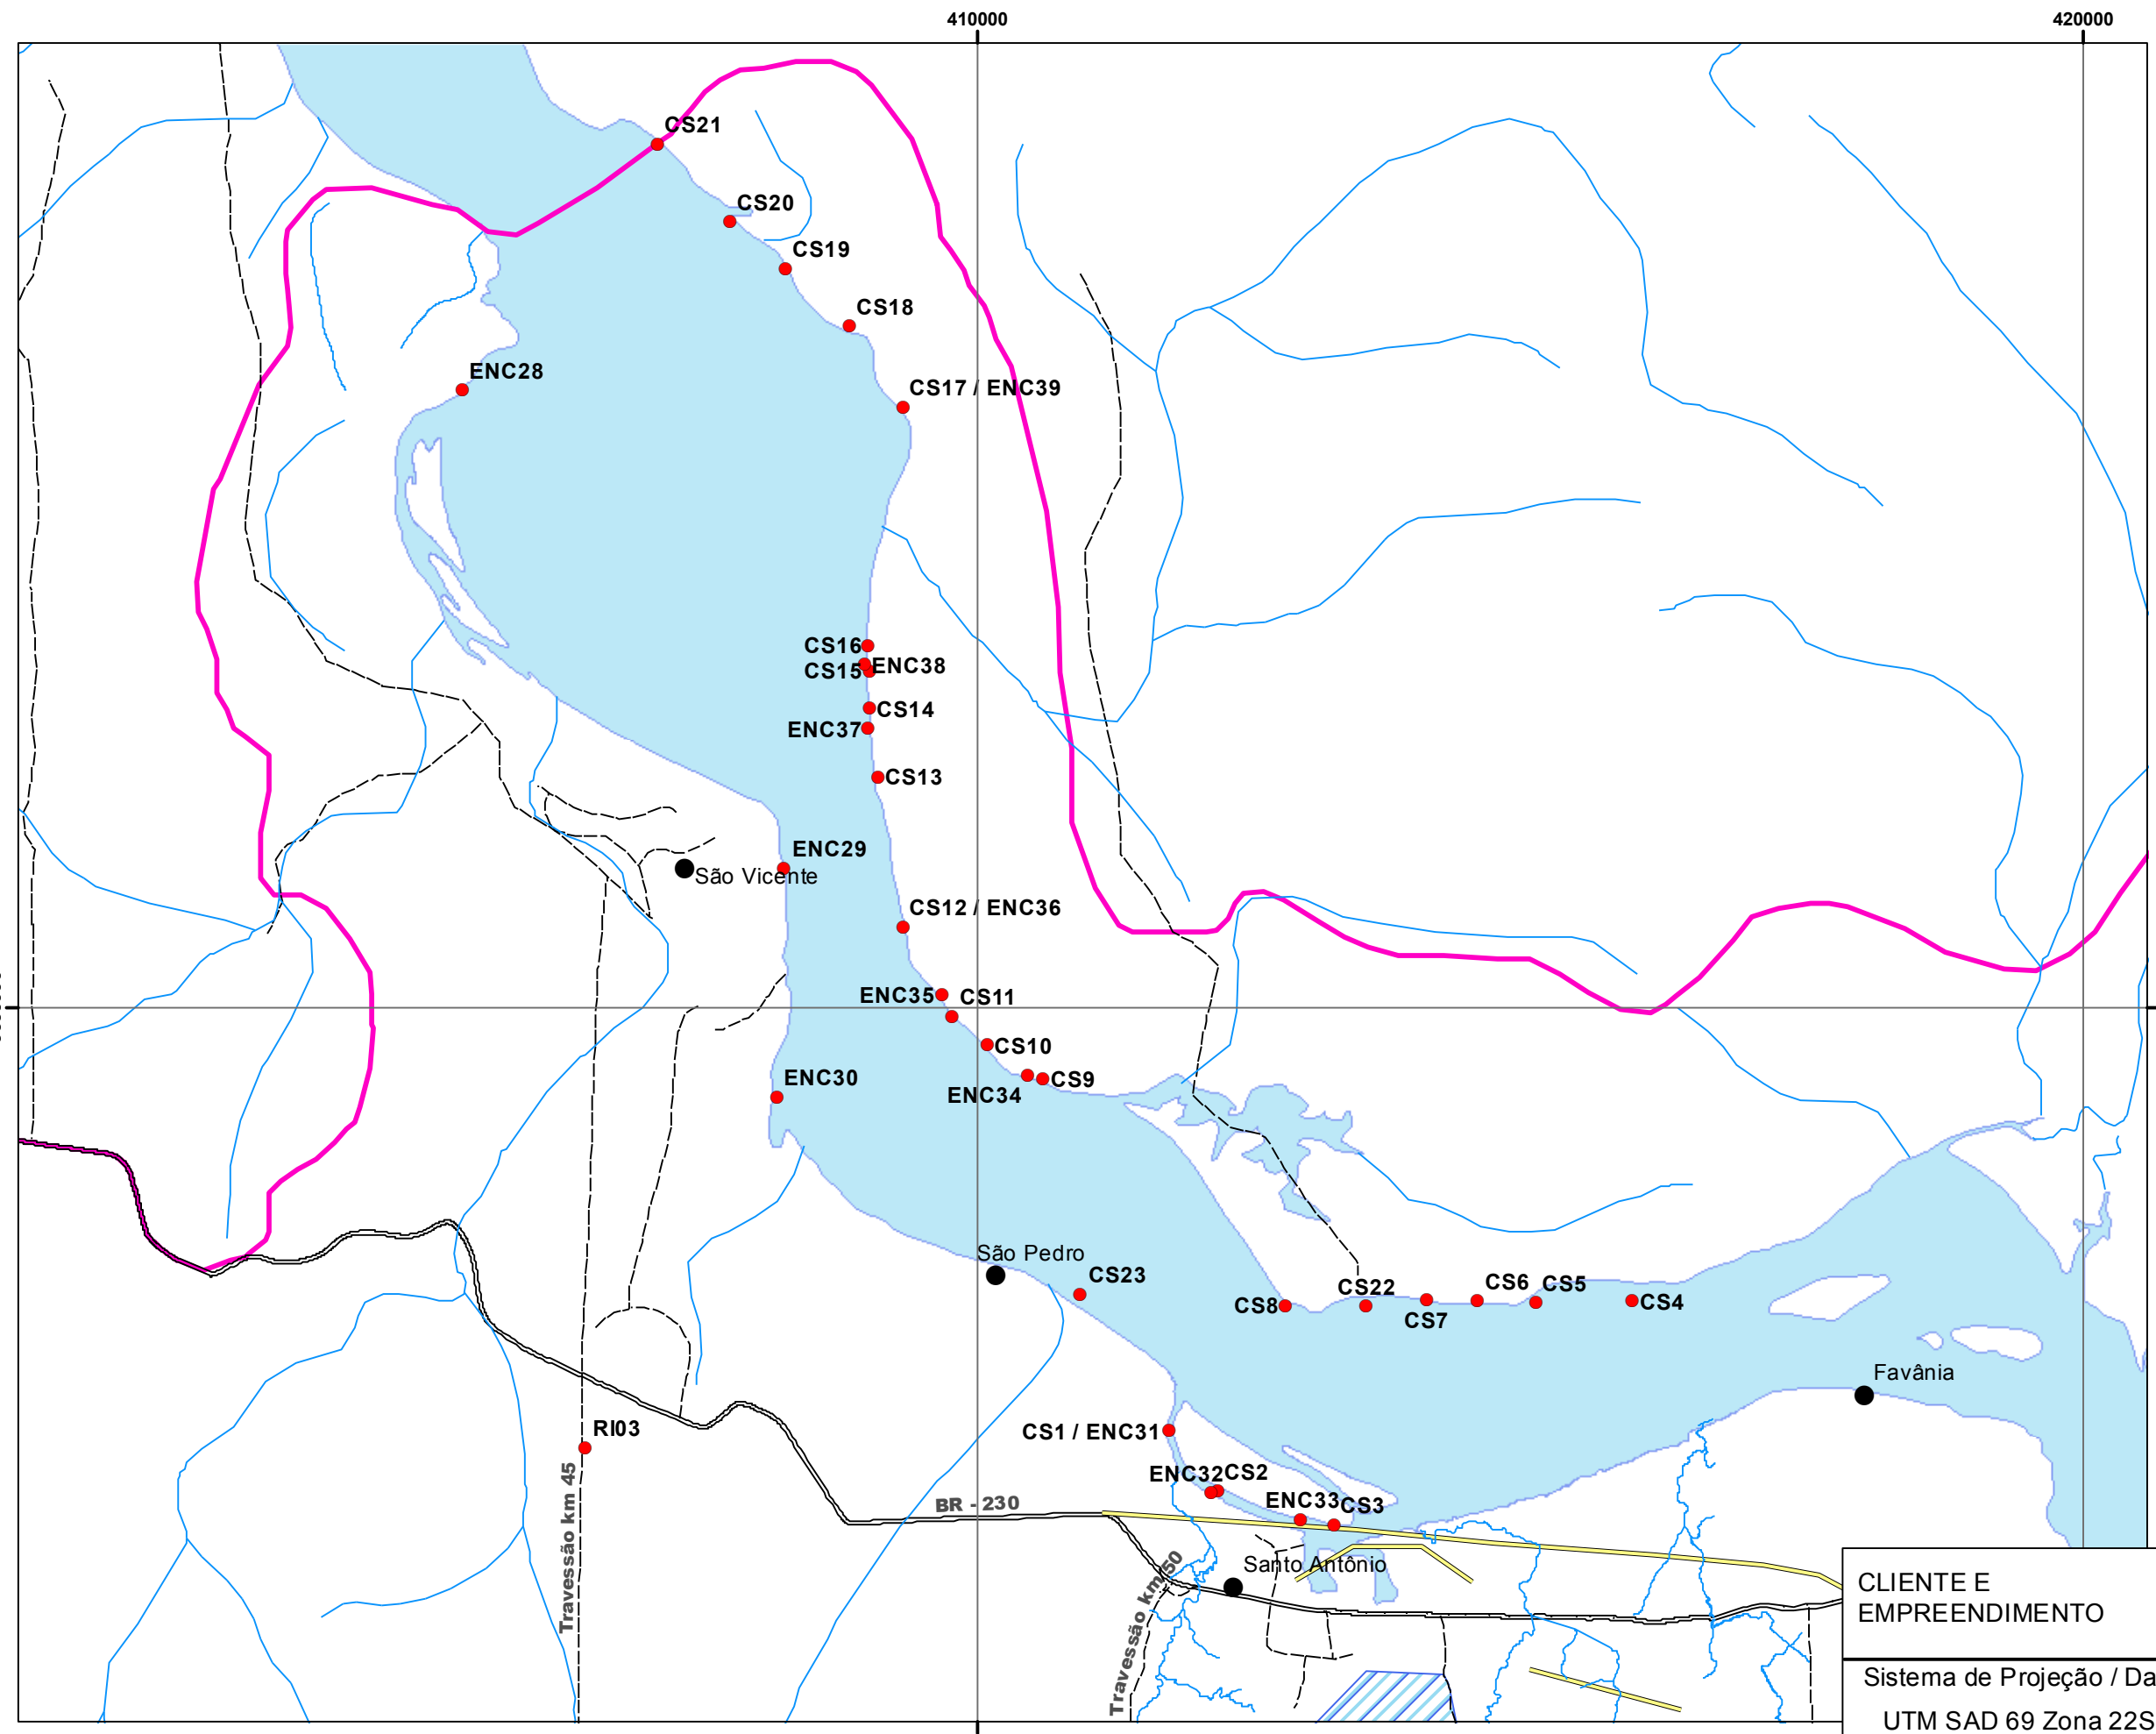 410000
420000
CS21
CS20
CS19
CS18
ENC28
CS17 / ENC39
CS16
ENC38
CS15
CS14
ENC37
CS13
ENC29
São Vicente
CS12 / ENC36
ENC35
CS11
CS10
CS9
ENC34
ENC30
São Pedro
CS23
CS8
CS22
CS7
CS6
CS5
CS4
Favânia
RI03
CS1 / ENC31
ENC32
CS2
ENC33
CS3
BR - 230
Travessão km 45
Travessão km 50
Santo Antônio
CLIENTE E
EMPREENDIMENTO
Sistema de Projeção / Da
UTM SAD 69 Zona 22S